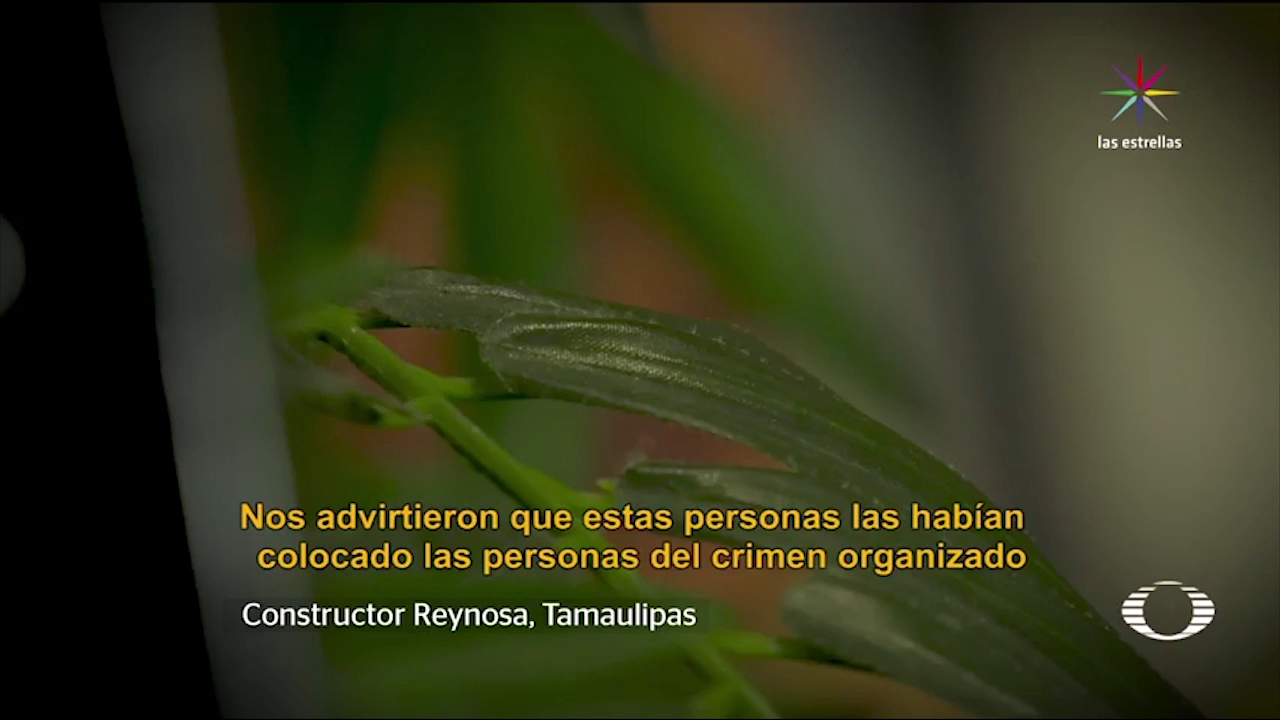 las estrellas
Nos advirtieron que estas personas las habían
colocado las personas del crimen organizado
Constructor Reynosa, Tamaulipas